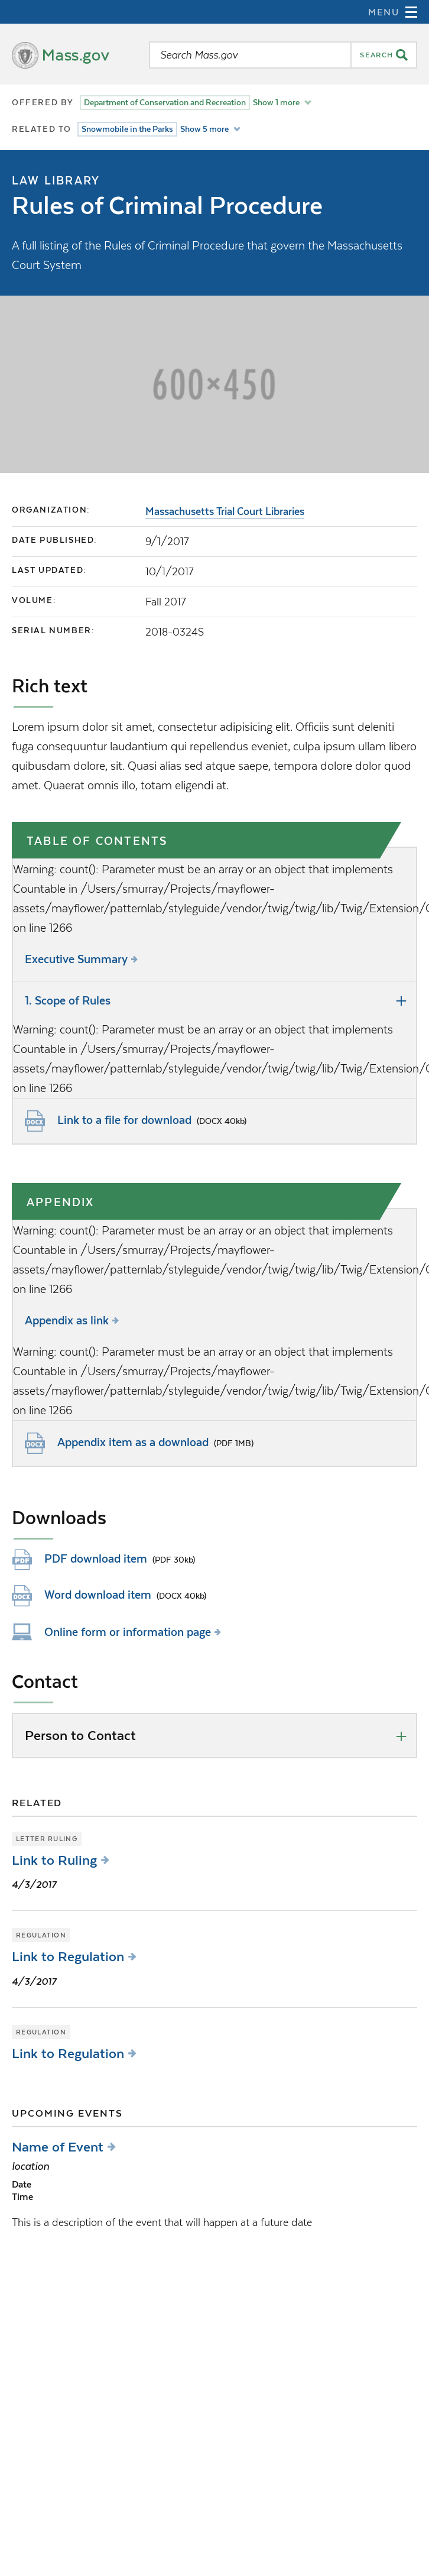 MENU
Mass.gov
Search Mass.gov
SEARCH
OFFERED BY Department of Conservation and Recreation Show 1 more
RELATED TO Snowmobile in the Parks Show 5 more
LAW LIBRARY
Rules of Criminal Procedure
A full listing of the Rules of Criminal Procedure that govern the Massachusetts
Court System
600×450
ORGANIZATION: Massachusetts Trial Court Libraries
DATE PUBLISHED: 9/1/2017
LAST UPDATED: 10/1/2017
VOLUME: Fall 2017
SERIAL NUMBER: 2018-0324S
Rich text
Lorem ipsum dolor sit amet, consectetur adipisicing elit. Officiis sunt deleniti
fuga consequuntur laudantium qui repellendus eveniet, culpa ipsum ullam libero
quibusdam dolore, sit. Quasi alias sed atque saepe, tempora dolore dolor quod
amet. Quaerat omnis illo, totam eligendi at.
TABLE OF CONTENTS
Warning: count(): Parameter must be an array or an object that implements
Countable in /Users/smurray/Projects/mayflower-
assets/mayflower/patternlab/styleguide/vendor/twig/twig/lib/Twig/Extension/
on line 1266
Executive Summary
1. Scope of Rules
Warning: count(): Parameter must be an array or an object that implements
Countable in /Users/smurray/Projects/mayflower-
assets/mayflower/patternlab/styleguide/vendor/twig/twig/lib/Twig/Extension/
on line 1266
DOCX Link to a file for download (DOCX 40kb)
APPENDIX
Warning: count(): Parameter must be an array or an object that implements
Countable in /Users/smurray/Projects/mayflower-
assets/mayflower/patternlab/styleguide/vendor/twig/twig/lib/Twig/Extension/
on line 1266
Appendix as link
Warning: count(): Parameter must be an array or an object that implements
Countable in /Users/smurray/Projects/mayflower-
assets/mayflower/patternlab/styleguide/vendor/twig/twig/lib/Twig/Extension/
on line 1266
DOCX Appendix item as a download (PDF 1MB)
Downloads
PDF PDF download item (PDF 30kb)
DOCX Word download item (DOCX 40kb)
Online form or information page
Contact
Person to Contact
RELATED
LETTER RULING
Link to Ruling
4/3/2017
REGULATION
Link to Regulation
4/3/2017
REGULATION
Link to Regulation
UPCOMING EVENTS
Name of Event
location
Date
Time
This is a description of the event that will happen at a future date